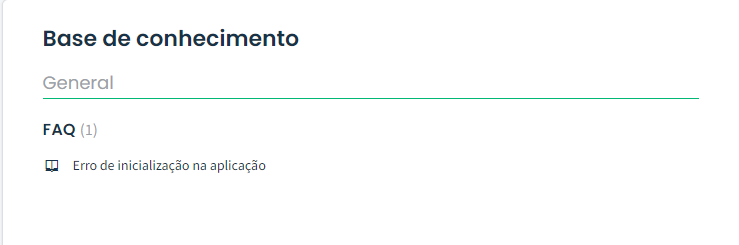 Base de conhecimento
General
FAQ (1)
Erro de inicialização na aplicação